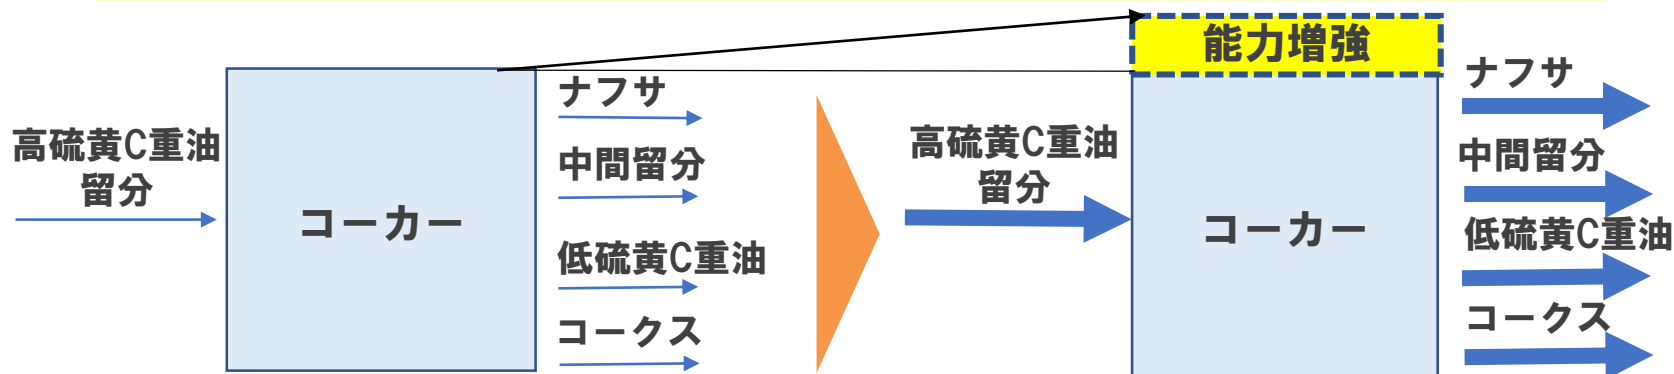 高硫黄C重油
留分
コーカー
ナフサ
中間留分
低硫黄C重油
コークス
高硫黄C重油
留分
能力増強
コーカー
ナフサ
中間留分
低硫黄C重油
コークス